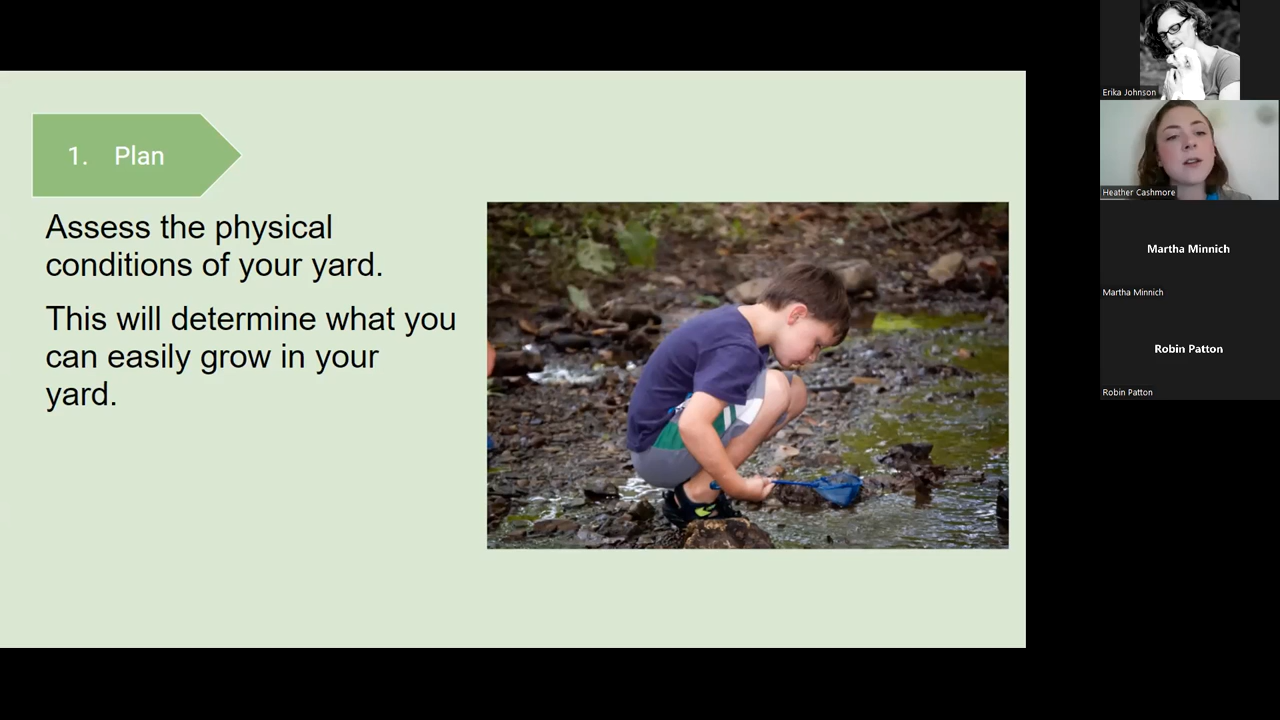 1. Plan
Assess the physical
conditions of your yard.
This will determine what you
can easily grow in your
yard.
Erika Johnson
Heather Cashmore
Martha Minnich
Martha Minnich
Robin Patton
Robin Patton